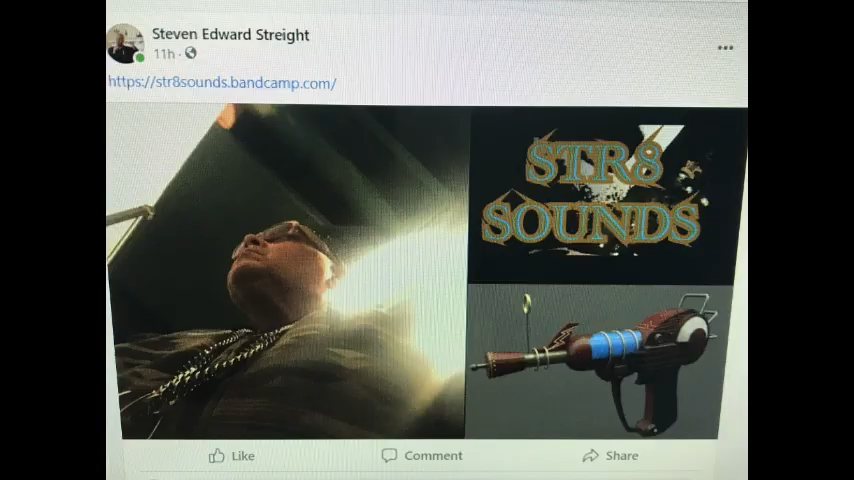 Steven Edward Streight
11h ·
https://str8sounds.bandcamp.com/
STR8
SOUNDS
Like
Comment
Share